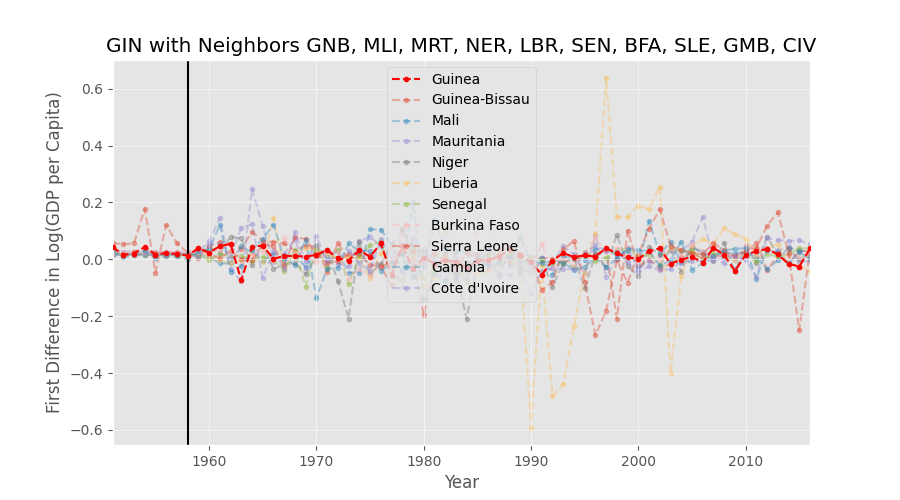 GIN with Neighbors GNB, MLI, MRT, NER, LBR, SEN, BFA, SLE, GMB, CIV
First Difference in Log(GDP per Capita)
0.6
0.4
0.2
0.0
−0.2
−0.4
−0.6
Guinea
Guinea-Bissau
Mali
Mauritania
Niger
Liberia
Senegal
Burkina Faso
Sierra Leone
Gambia
Cote d'Ivoire
1960 1970 1980 1990 2000 2010
Year